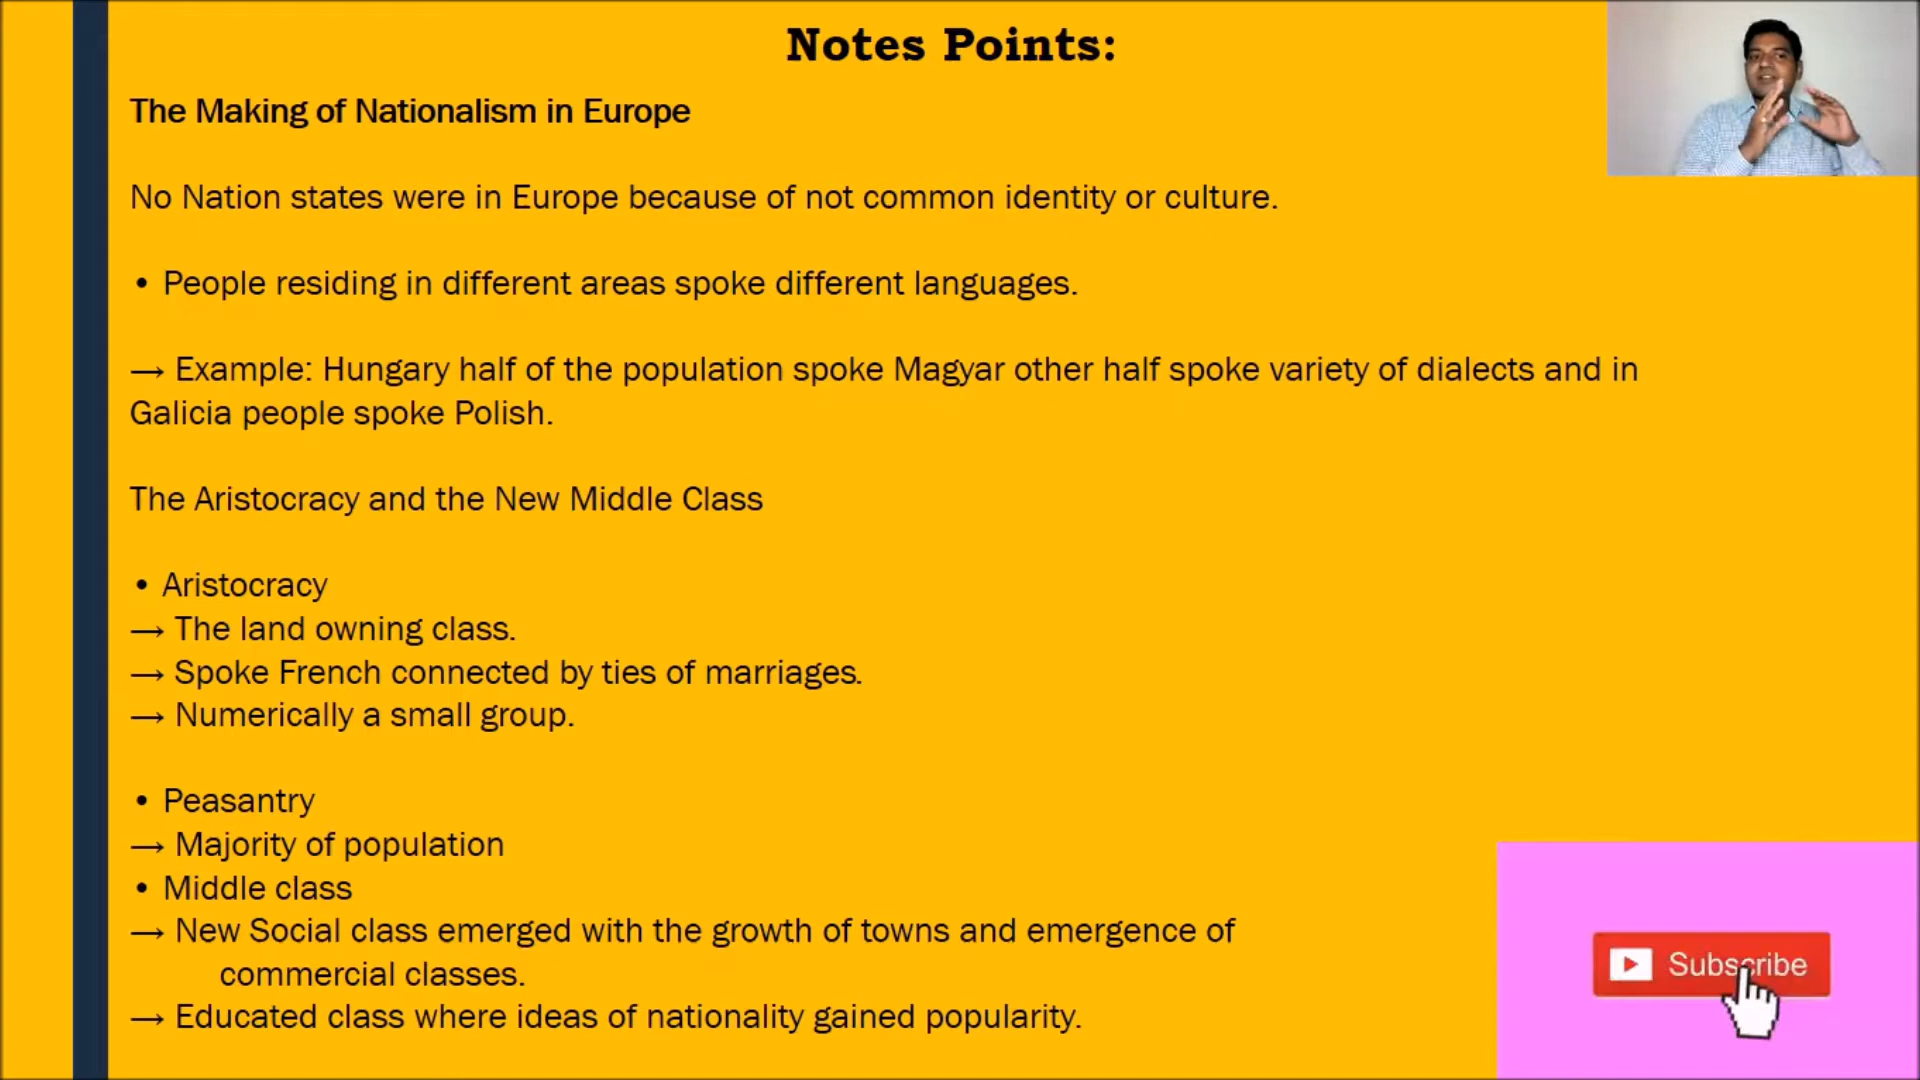 Notes Points:
The Making of Nationalism in Europe
No Nation states were in Europe because of not common identity or culture.
• People residing in different areas spoke different languages.
→ Example: Hungary half of the population spoke Magyar other half spoke variety of dialects and in
Galicia people spoke Polish.
The Aristocracy and the New Middle Class
• Aristocracy
→ The land owning class.
→ Spoke French connected by ties of marriages.
→ Numerically a small group.
• Peasantry
→ Majority of population
• Middle class
→ New Social class emerged with the growth of towns and emergence of
commercial classes.
→ Educated class where ideas of nationality gained popularity.
Subscribe